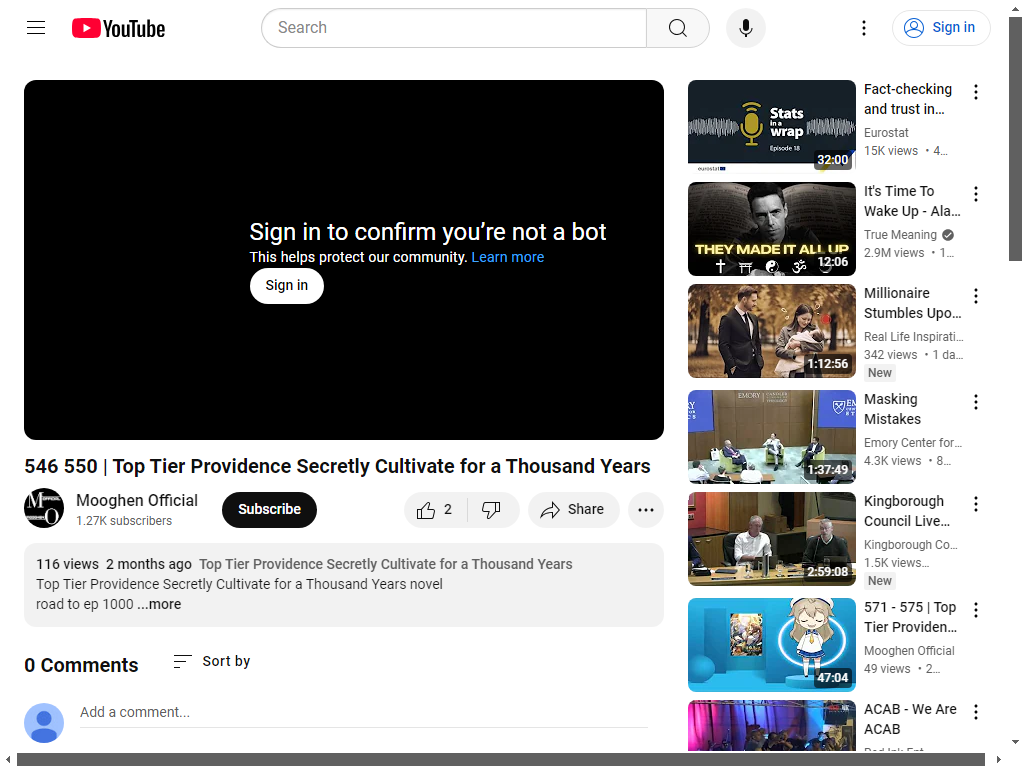 YouTube
Search
Sign in
Sign in to confirm you’re not a bot
This helps protect our community. Learn more
Sign in
546 550 | Top Tier Providence Secretly Cultivate for a Thousand Years
Mooghen Official
1.27K subscribers
Subscribe
2
Share
116 views 2 months ago Top Tier Providence Secretly Cultivate for a Thousand Years
Top Tier Providence Secretly Cultivate for a Thousand Years novel
road to ep 1000 ...more
0 Comments
Sort by
Add a comment...
Stats
in a
wrap
Episode 18
eurostat
32:00
Fact-checking
and trust in…
Eurostat
15K views • 4…
THEY MADE IT ALL UP
12:06
It's Time To
Wake Up - Ala…
True Meaning
2.9M views • 1…
1:12:56
Millionaire
Stumbles Upo…
Real Life Inspirati…
342 views • 1 da…
New
EMORY
1:37:49
Masking
Mistakes
Emory Center for…
4.3K views • 8…
2:59:08
Kingborough
Council Live…
Kingborough Co…
1.5K views…
New
47:04
571 - 575 | Top
Tier Providen…
Mooghen Official
49 views • 2…
ACAB - We Are
ACAB